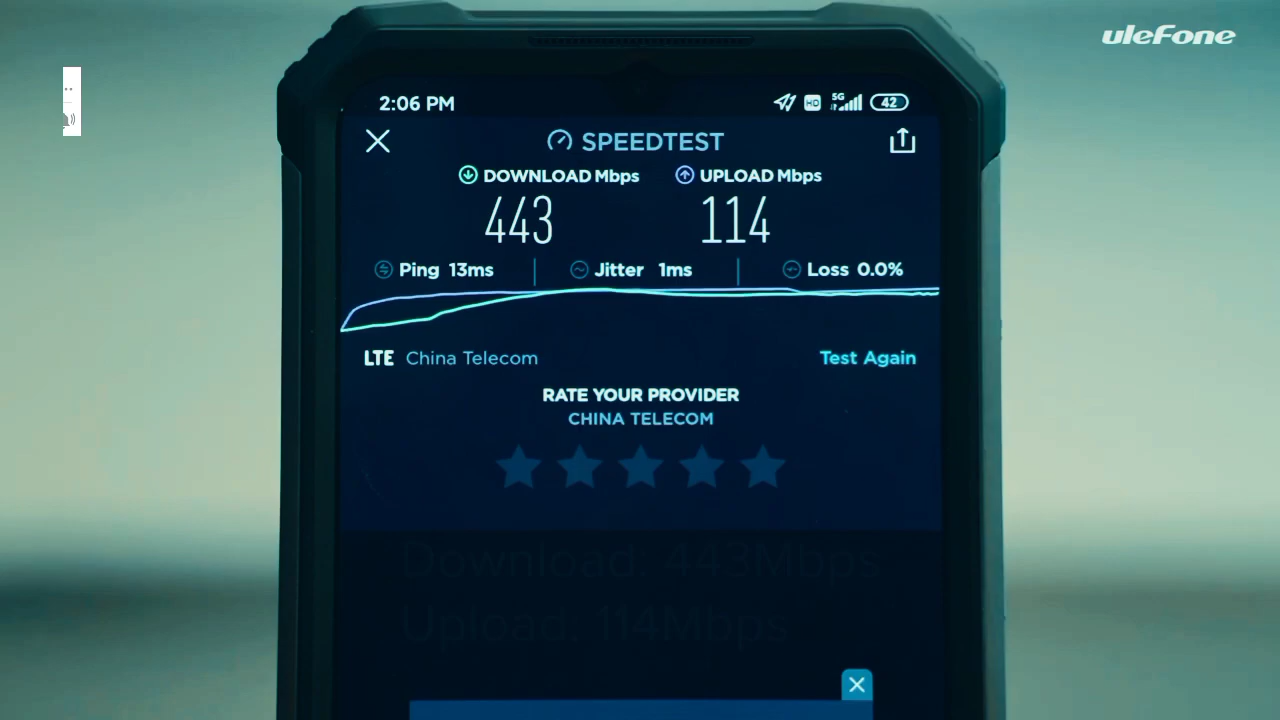 uleFone
2:06 PM HD 5G 42
SPEEDTEST
DOWNLOAD Mbps UPLOAD Mbps
443 114
Ping 13ms Jitter 1ms Loss 0.0%
LTE China Telecom Test Again
RATE YOUR PROVIDER
CHINA TELECOM
Download: 443Mbps
Upload: 114Mbps